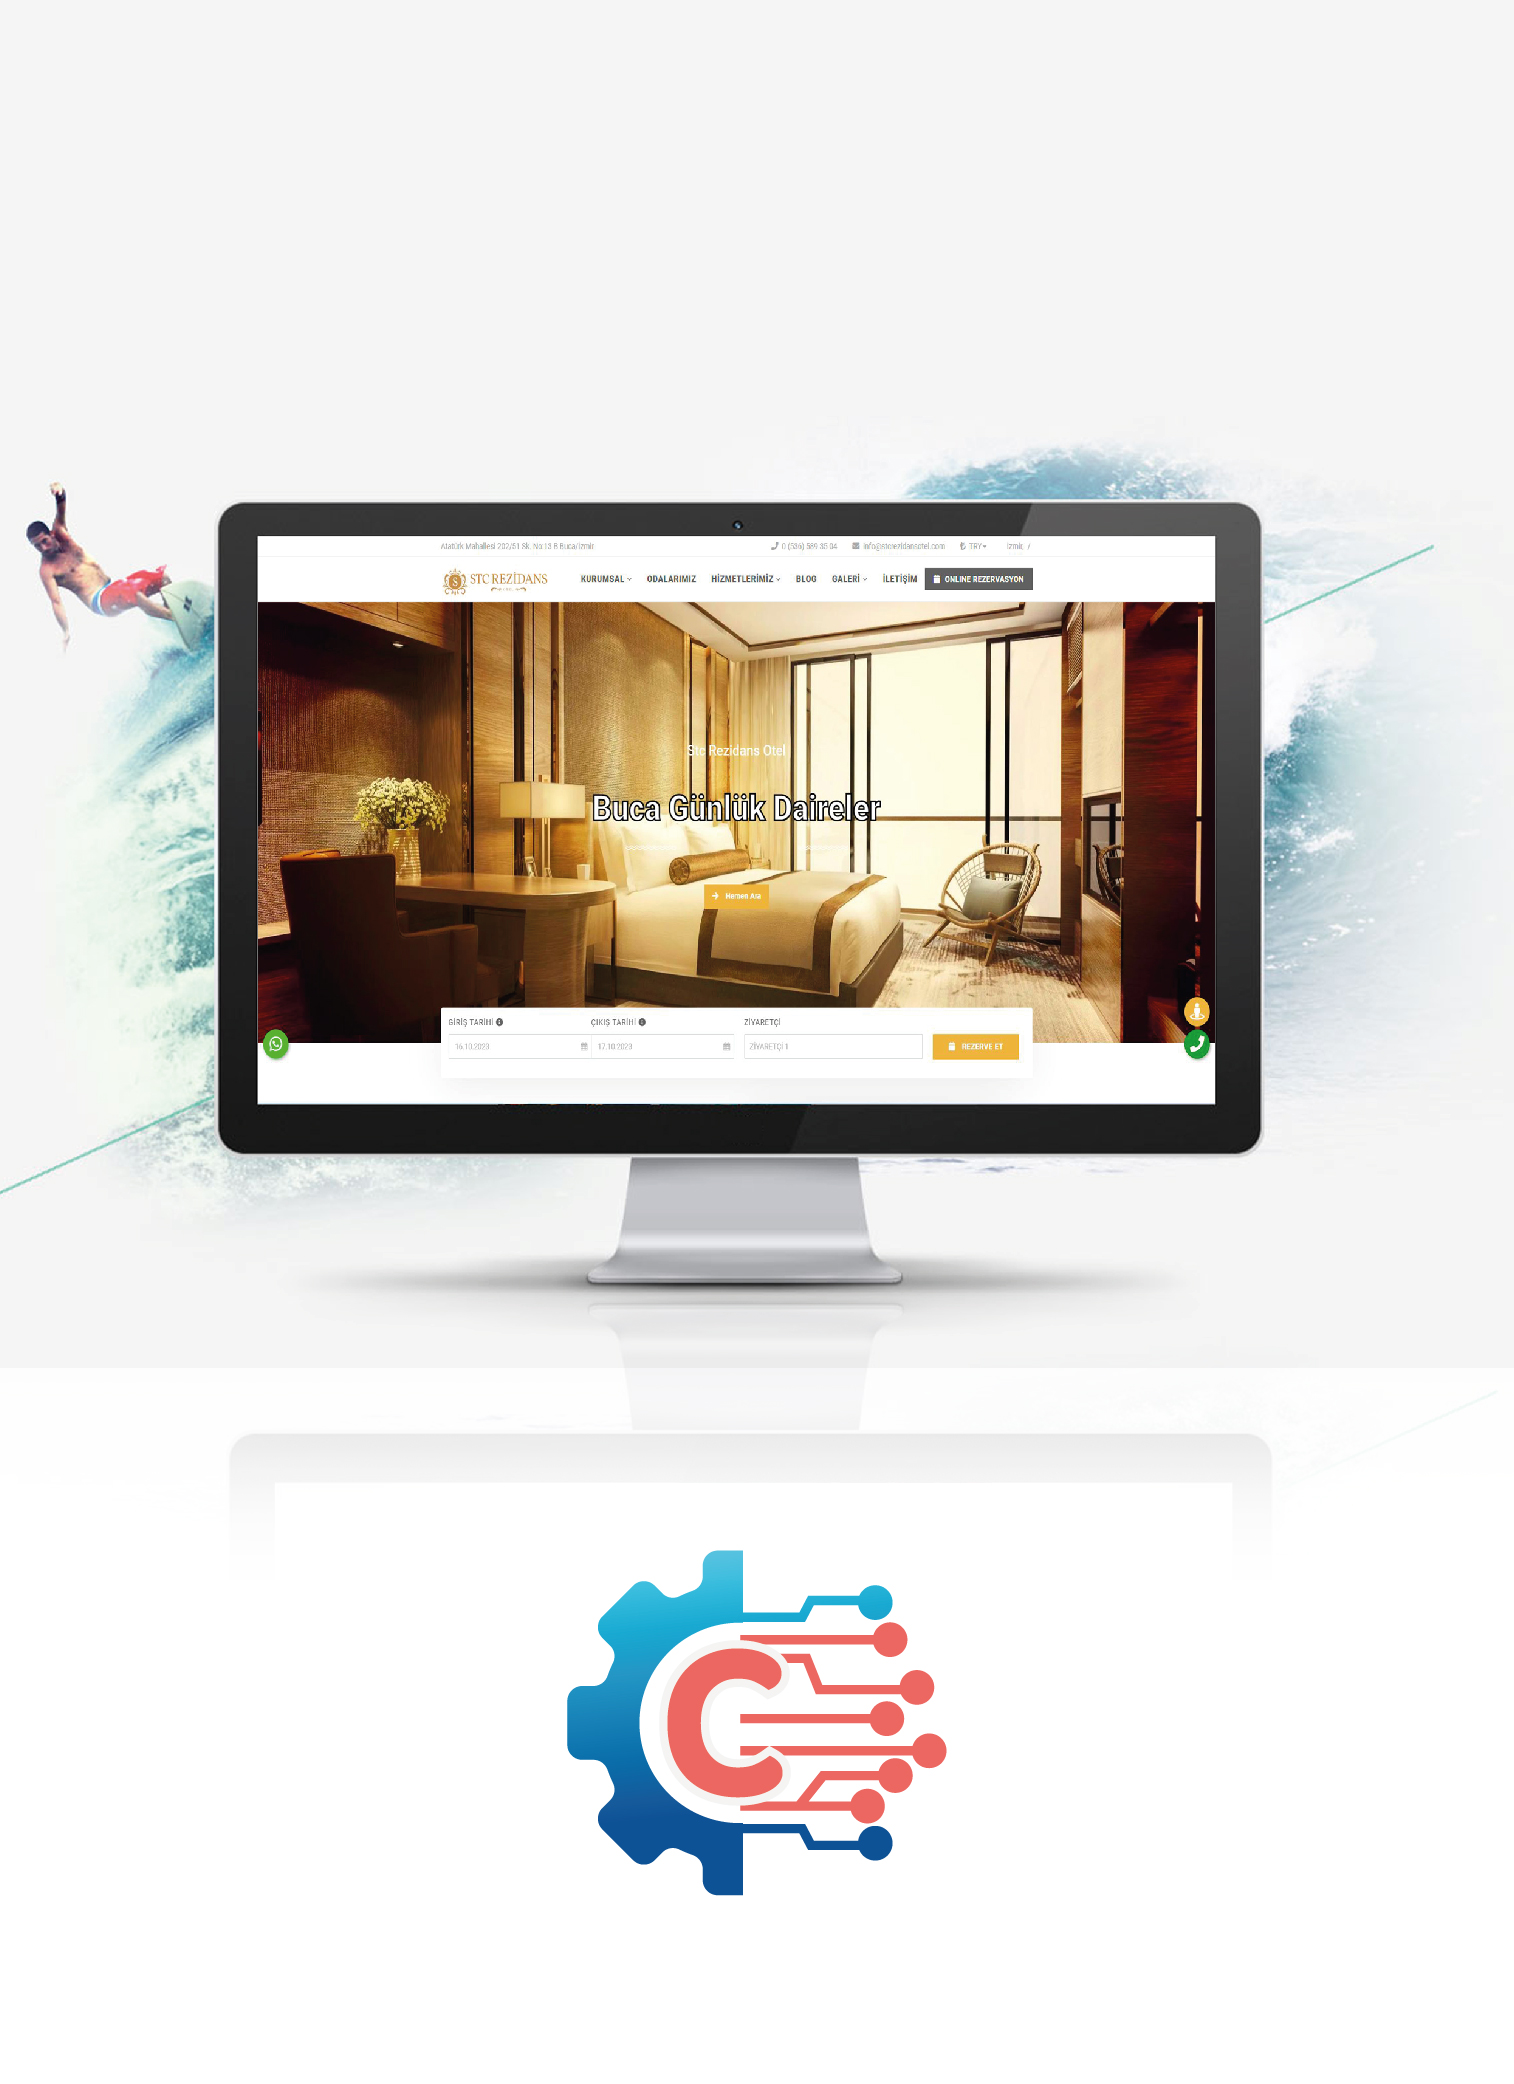 Atatürk Mahallesi 202/51 Sk. No:13 B Buca/İzmir
0 (536) 589 35 04 info@stcrezidansotel.com TRY İzmir, /
STC REZİDANS
KURUMSAL ODALARIMIZ HİZMETLERİMİZ BLOG GALERİ İLETİŞİM ONLINE REZERVASYON
Stc Rezidans Otel
Buca Günlük Daireler
Hemen Ara
GİRİŞ TARİHİ ÇIKIŞ TARİHİ ZİYARETÇİ
16.10.2023 17.10.2023 ZİYARETÇİ 1 REZERVE ET
C